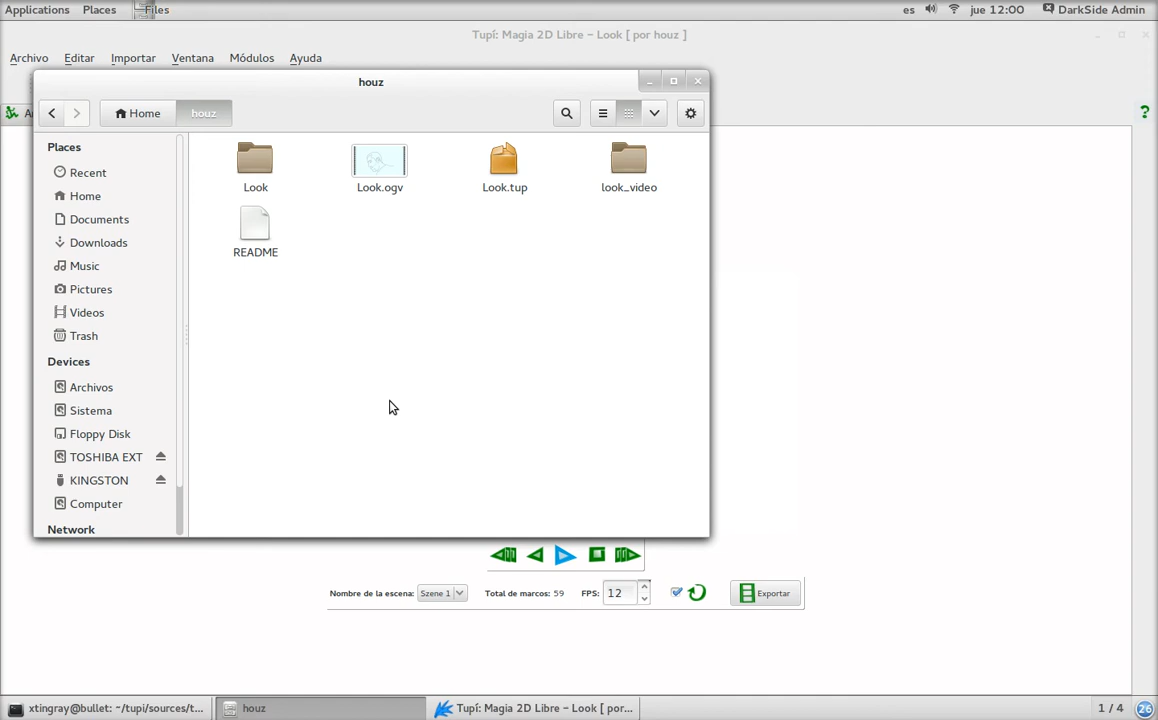 Applications Places Files es jue 12:00 DarkSide Admin
Tupí: Magia 2D Libre – Look [ por houz ]
Archivo Editar Importar Ventana Módulos Ayuda
houz
Home houz
Places
Recent
Home
Documents
Downloads
Music
Pictures
Videos
Trash
Devices
Archivos
Sistema
Floppy Disk
TOSHIBA EXT
KINGSTON
Computer
Network
Look Look.ogv Look.tup look_video
README
Nombre de la escena: Szene 1 Total de marcos: 59 FPS: 12 Exportar
xtingray@bullet: ~/tupi/sources/t... houz Tupí: Magia 2D Libre – Look [ por... 1 / 4 26